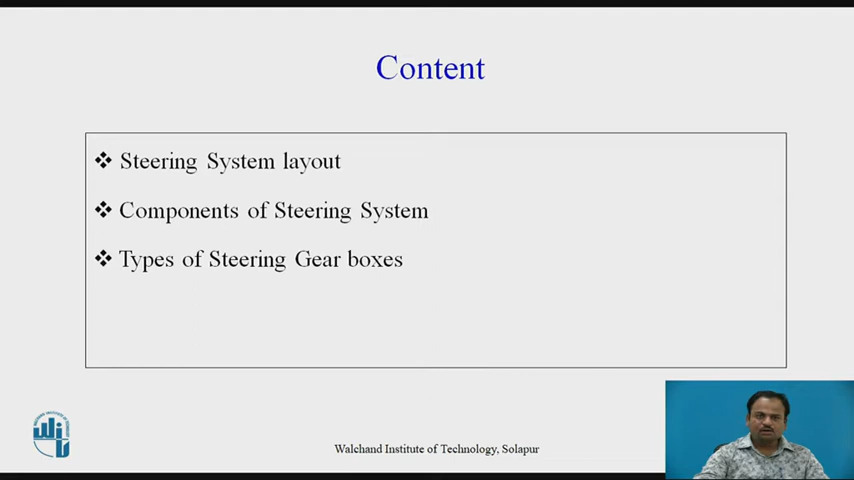 Content
❖ Steering System layout
❖ Components of Steering System
❖ Types of Steering Gear boxes
Walchand Institute of Technology, Solapur